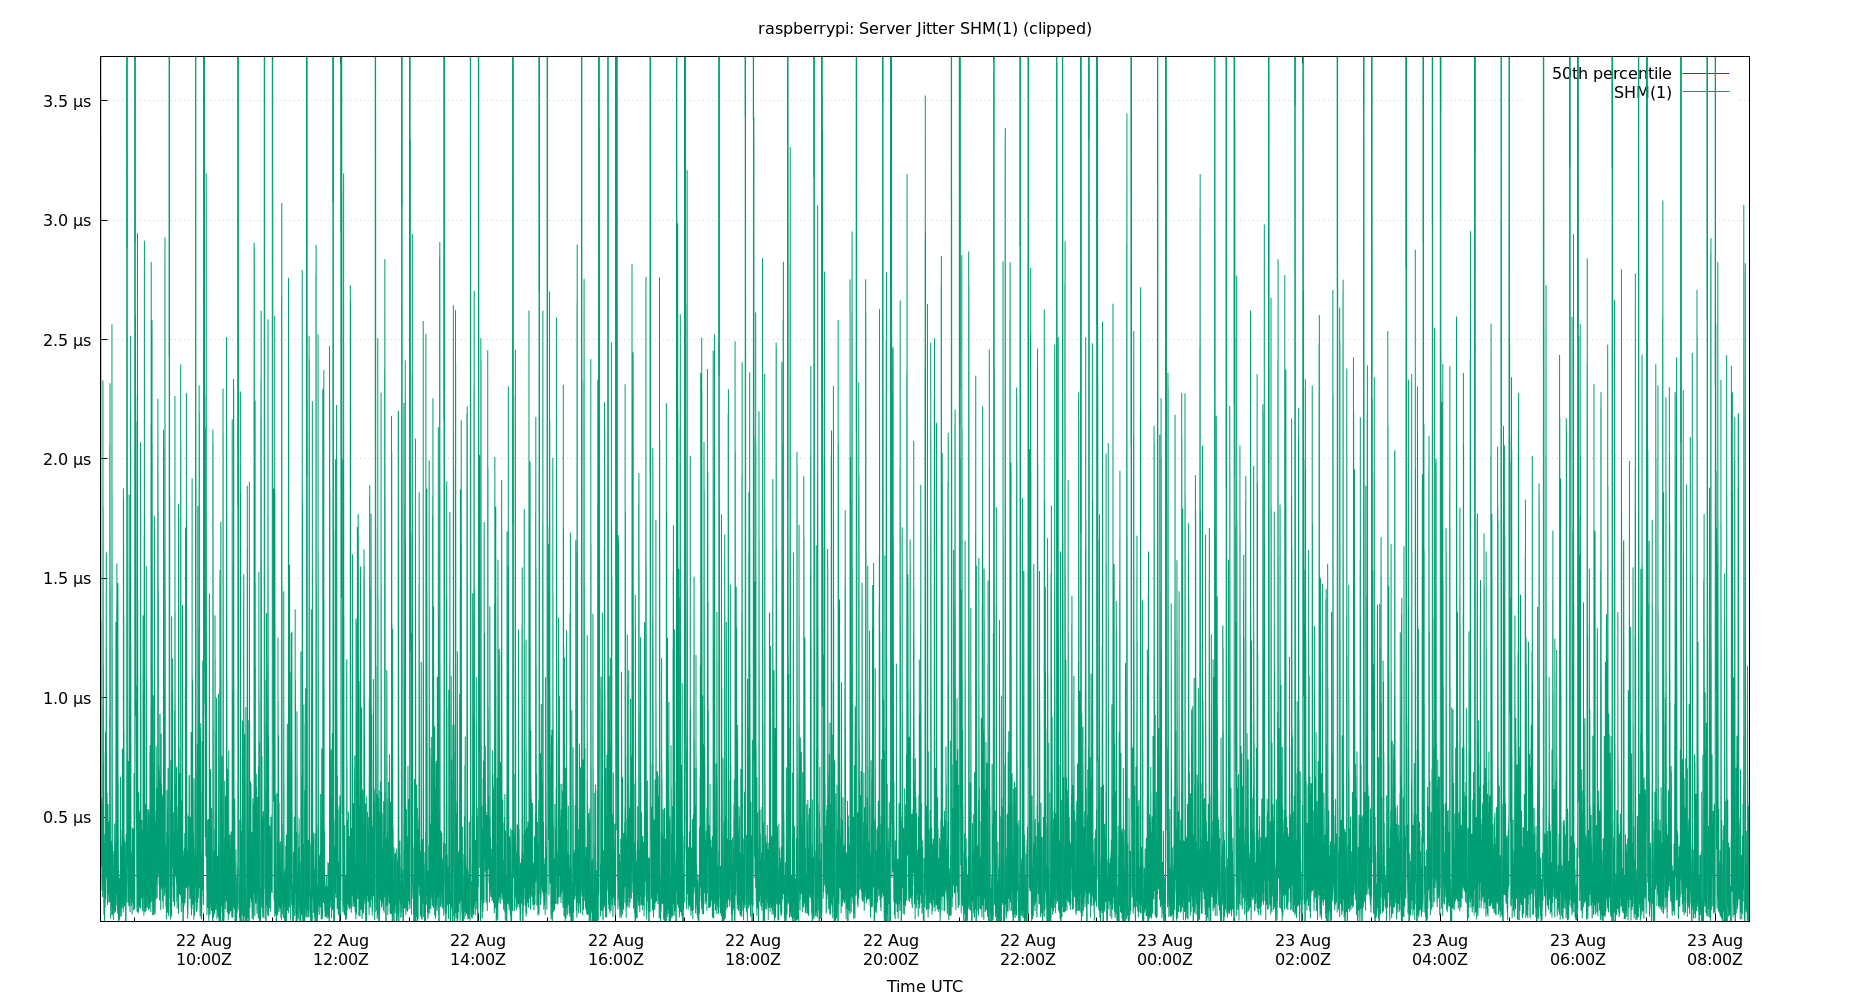 raspberrypi: Server Jitter SHM(1) (clipped)
50th percentile
SHM(1)
3.5 µs
3.0 µs
2.5 µs
2.0 µs
1.5 µs
1.0 µs
0.5 µs
22 Aug 22 Aug 22 Aug 22 Aug 22 Aug 22 Aug 22 Aug 23 Aug 23 Aug 23 Aug 23 Aug 23 Aug
10:00Z 12:00Z 14:00Z 16:00Z 18:00Z 20:00Z 22:00Z 00:00Z 02:00Z 04:00Z 06:00Z 08:00Z
Time UTC